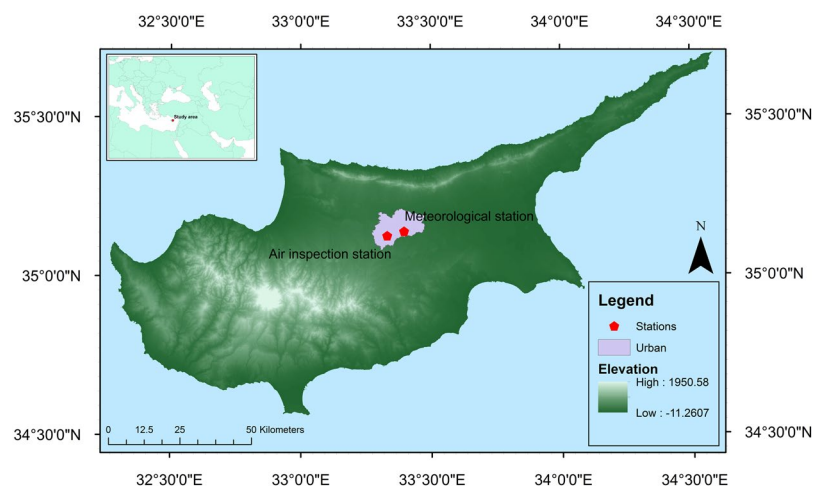 32°30'0"E 33°0'0"E 33°30'0"E 34°0'0"E 34°30'0"E
Study area
35°30'0"N
35°30'0"N
Meteorological station
Air inspection station
N
35°0'0"N
35°0'0"N
Legend
Stations
Urban
Elevation
High : 1950.58
Low : -11.2607
0 12.5 25 50 Kilometers
34°30'0"N
34°30'0"N
32°30'0"E 33°0'0"E 33°30'0"E 34°0'0"E 34°30'0"E